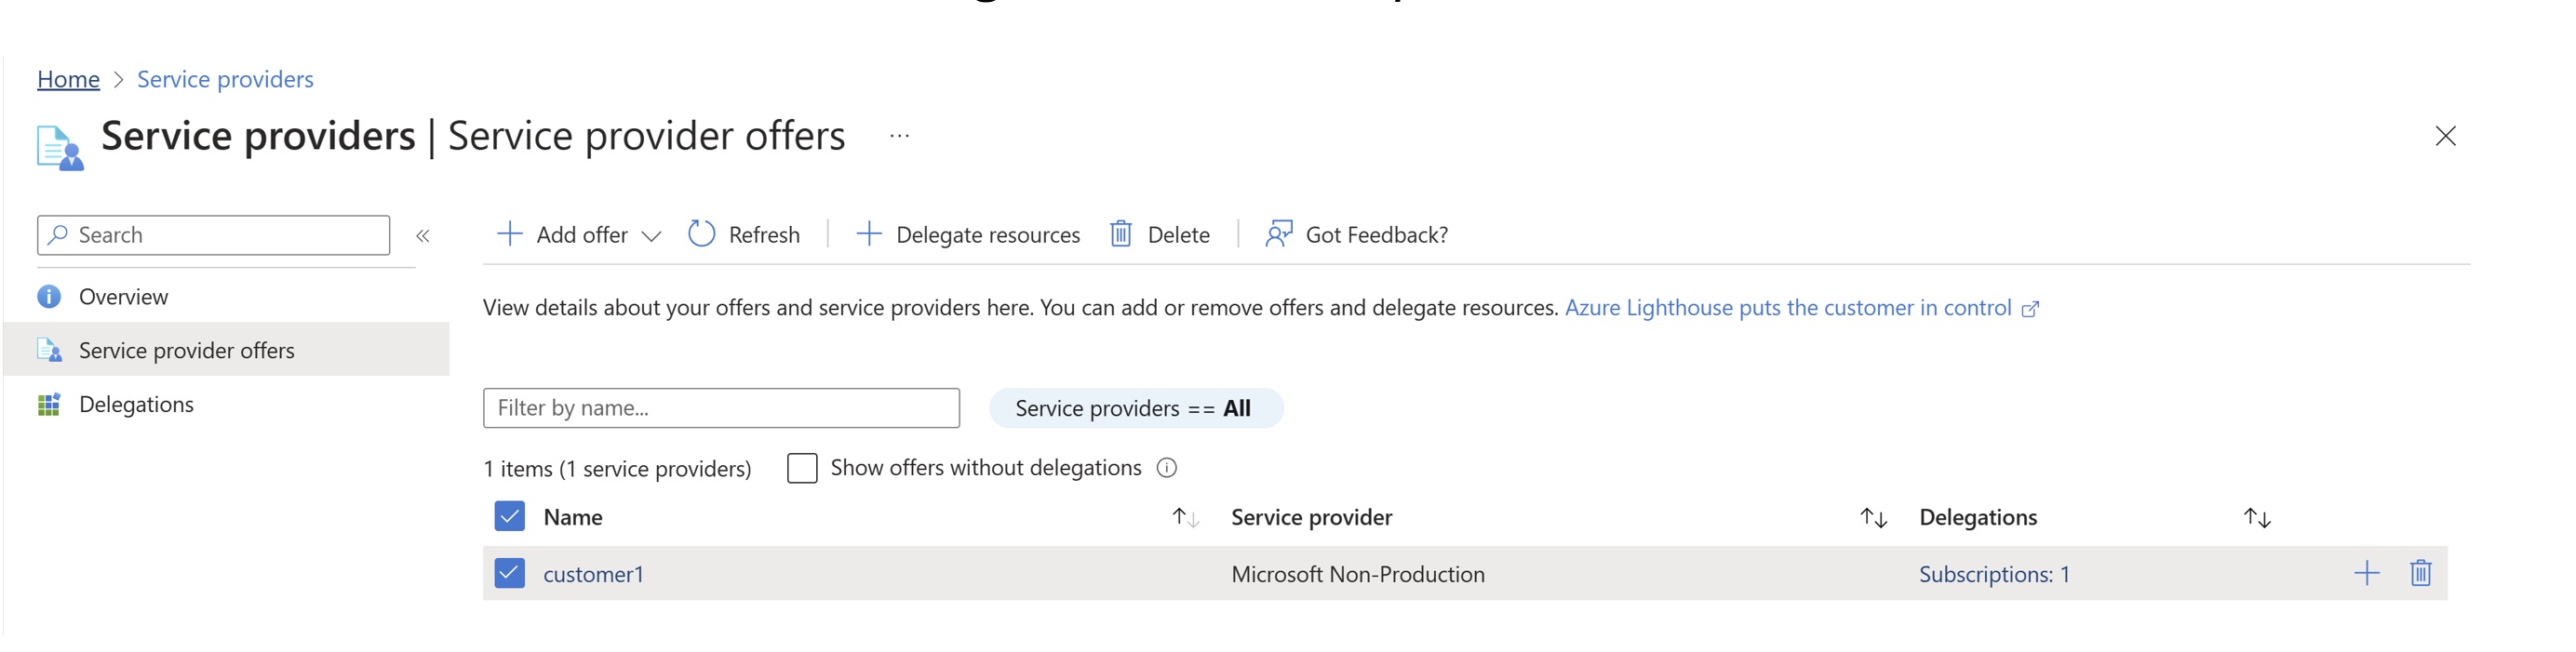 Home > Service providers
Service providers | Service provider offers ...
Search «
Add offer Refresh | Delegate resources Delete | Got Feedback?
Overview
Service provider offers
Delegations
View details about your offers and service providers here. You can add or remove offers and delegate resources. Azure Lighthouse puts the customer in control
Filter by name... Service providers == All
1 items (1 service providers) Show offers without delegations
Name Service provider Delegations
customer1 Microsoft Non-Production Subscriptions: 1